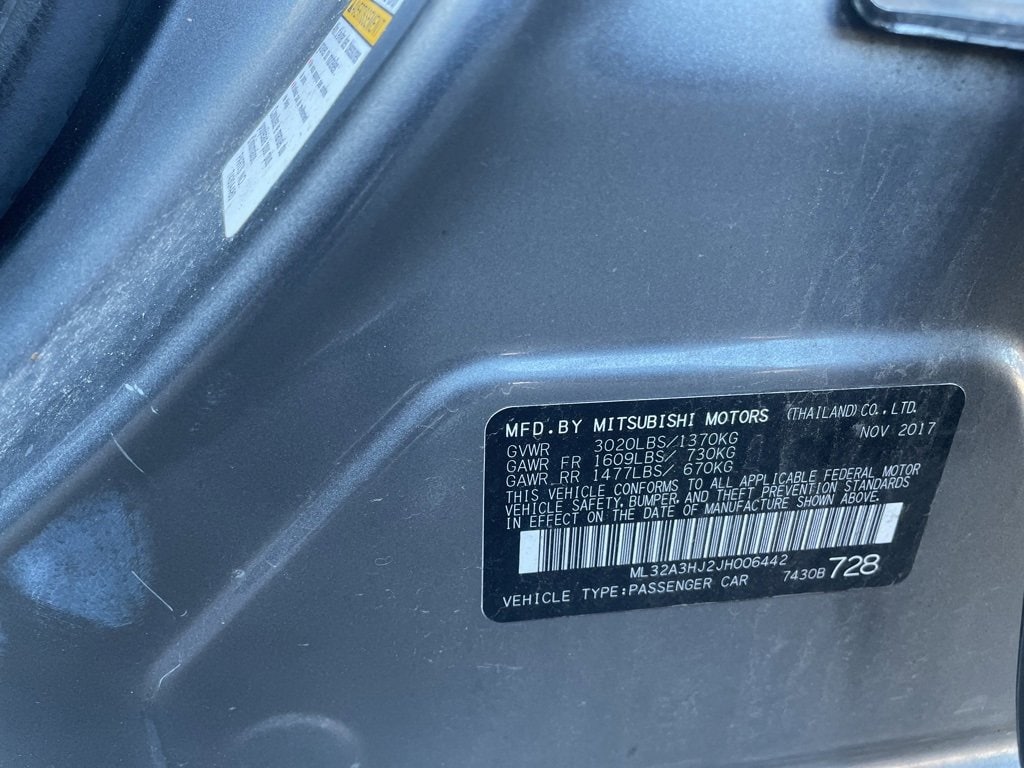 AVERTISSEMENT
MFD.BY MITSUBISHI MOTORS (THAILAND)CO.,LTD.
GVWR 3020LBS/1370KG NOV 2017
GAWR FR 1609LBS/ 730KG
GAWR RR 1477LBS/ 670KG
THIS VEHICLE CONFORMS TO ALL APPLICABLE FEDERAL MOTOR
VEHICLE SAFETY, BUMPER, AND THEFT PREVENTION STANDARDS
IN EFFECT ON THE DATE OF MANUFACTURE SHOWN ABOVE.
ML32A3HJ2JH006442
VEHICLE TYPE:PASSENGER CAR 7430B 728